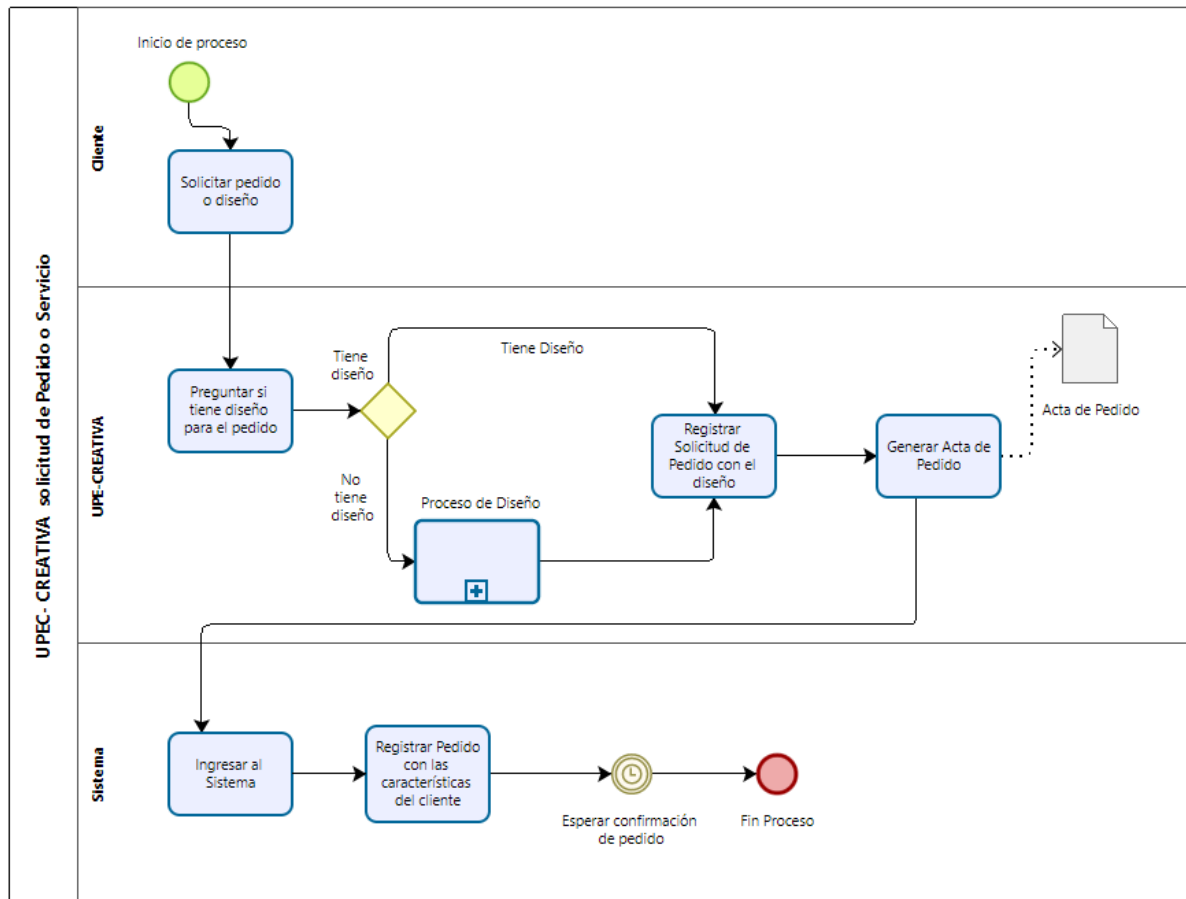 UPEC- CREATIVA solicitud de Pedido o Servicio
Cliente
Inicio de proceso
Solicitar pedido
o diseño
UPE-CREATIVA
Preguntar si
tiene diseño
para el pedido
Tiene
diseño
Tiene Diseño
No
tiene
diseño
Proceso de Diseño
Registrar
Solicitud de
Pedido con el
diseño
Generar Acta de
Pedido
Acta de Pedido
Sistema
Ingresar al
Sistema
Registrar Pedido
con las
características
del cliente
Esperar confirmación
de pedido
Fin Proceso